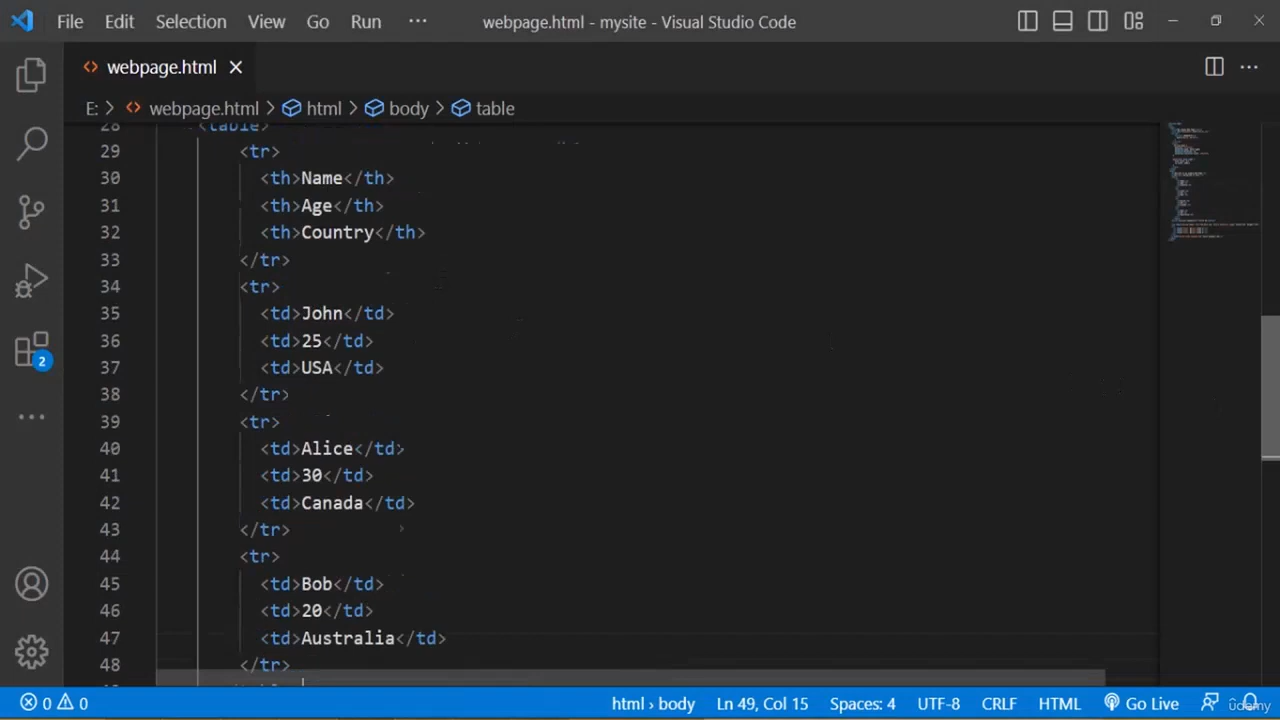 File Edit Selection View Go Run ··· webpage.html - mysite - Visual Studio Code
webpage.html
E: > webpage.html > html > body > table
28 <table>
29 <tr>
30 <th>Name</th>
31 <th>Age</th>
32 <th>Country</th>
33 </tr>
34 <tr>
35 <td>John</td>
36 <td>25</td>
37 <td>USA</td>
38 </tr>
39 <tr>
40 <td>Alice</td>
41 <td>30</td>
42 <td>Canada</td>
43 </tr>
44 <tr>
45 <td>Bob</td>
46 <td>20</td>
47 <td>Australia</td>
48 </tr>
2
0 0 html › body Ln 49, Col 15 Spaces: 4 UTF-8 CRLF HTML Go Live
ûdemy